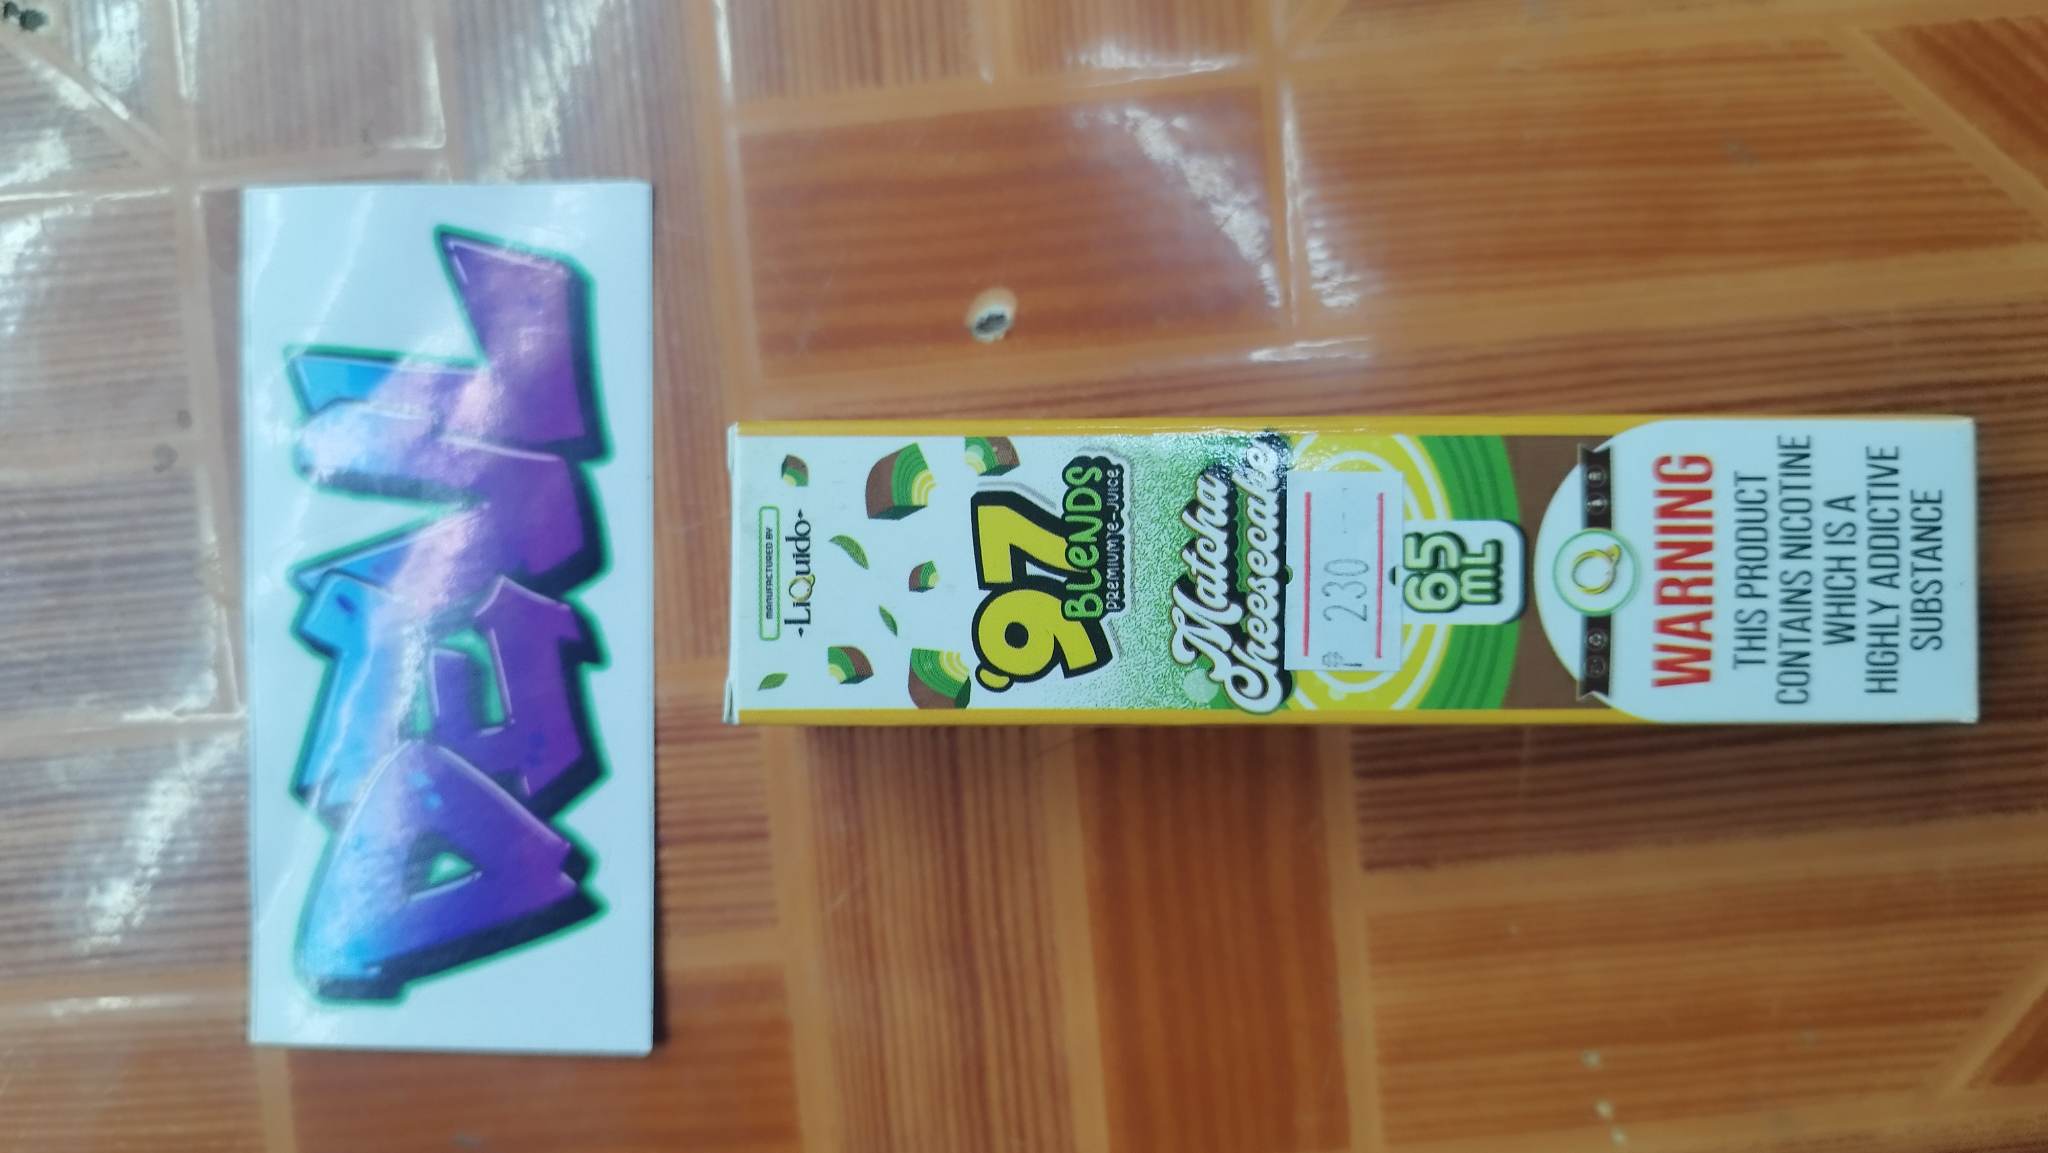 DEVL
MANUFACTURED BY
LiQuido
'97
BLENDS
PREMIUM E-JUICE
Matcha
Cheesecake
₱ 230
65
ML
Q
WARNING
THIS PRODUCT
CONTAINS NICOTINE
WHICH IS A
HIGHLY ADDICTIVE
SUBSTANCE